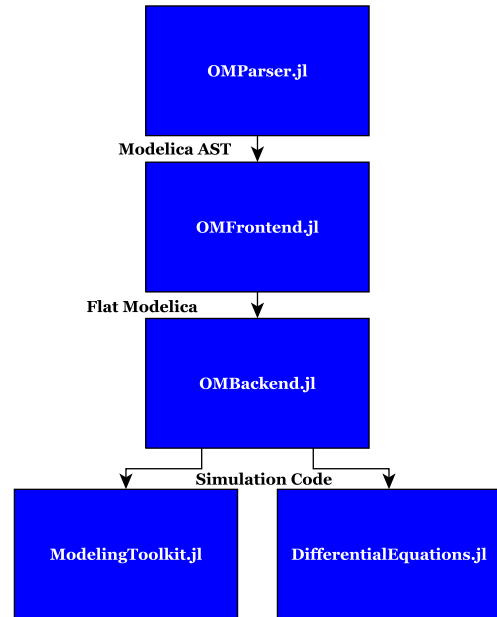 OMParser.jl
Modelica AST
OMFrontend.jl
Flat Modelica
OMBackend.jl
Simulation Code
ModelingToolkit.jl
DifferentialEquations.jl